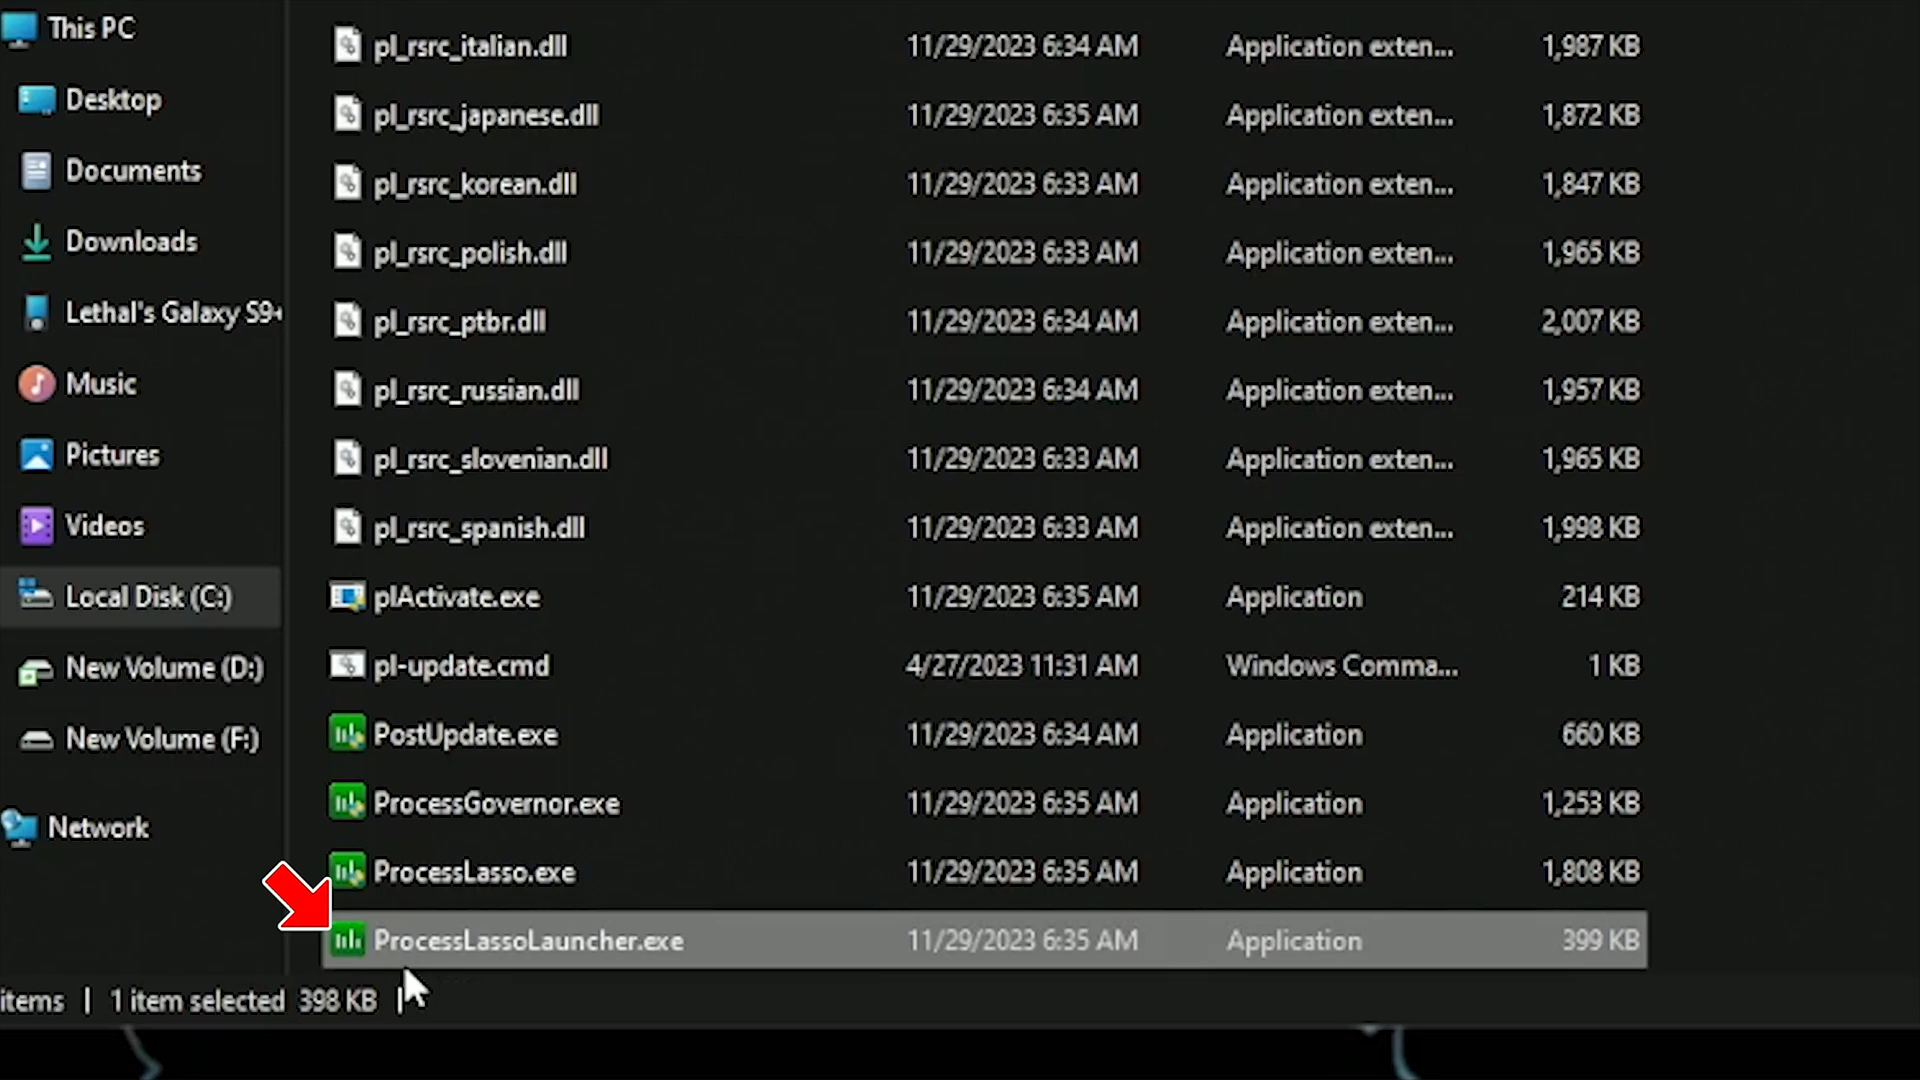 This PC
Desktop
Documents
Downloads
Lethal's Galaxy S9+
Music
Pictures
Videos
Local Disk (C:)
New Volume (D:)
New Volume (F:)
Network
pl_rsrc_italian.dll 11/29/2023 6:34 AM Application exten... 1,987 KB
pl_rsrc_japanese.dll 11/29/2023 6:35 AM Application exten... 1,872 KB
pl_rsrc_korean.dll 11/29/2023 6:33 AM Application exten... 1,847 KB
pl_rsrc_polish.dll 11/29/2023 6:33 AM Application exten... 1,965 KB
pl_rsrc_ptbr.dll 11/29/2023 6:34 AM Application exten... 2,007 KB
pl_rsrc_russian.dll 11/29/2023 6:34 AM Application exten... 1,957 KB
pl_rsrc_slovenian.dll 11/29/2023 6:33 AM Application exten... 1,965 KB
pl_rsrc_spanish.dll 11/29/2023 6:33 AM Application exten... 1,998 KB
plActivate.exe 11/29/2023 6:35 AM Application 214 KB
pl-update.cmd 4/27/2023 11:31 AM Windows Comma... 1 KB
PostUpdate.exe 11/29/2023 6:34 AM Application 660 KB
ProcessGovernor.exe 11/29/2023 6:35 AM Application 1,253 KB
ProcessLasso.exe 11/29/2023 6:35 AM Application 1,808 KB
ProcessLassoLauncher.exe 11/29/2023 6:35 AM Application 399 KB
items | 1 item selected 398 KB |